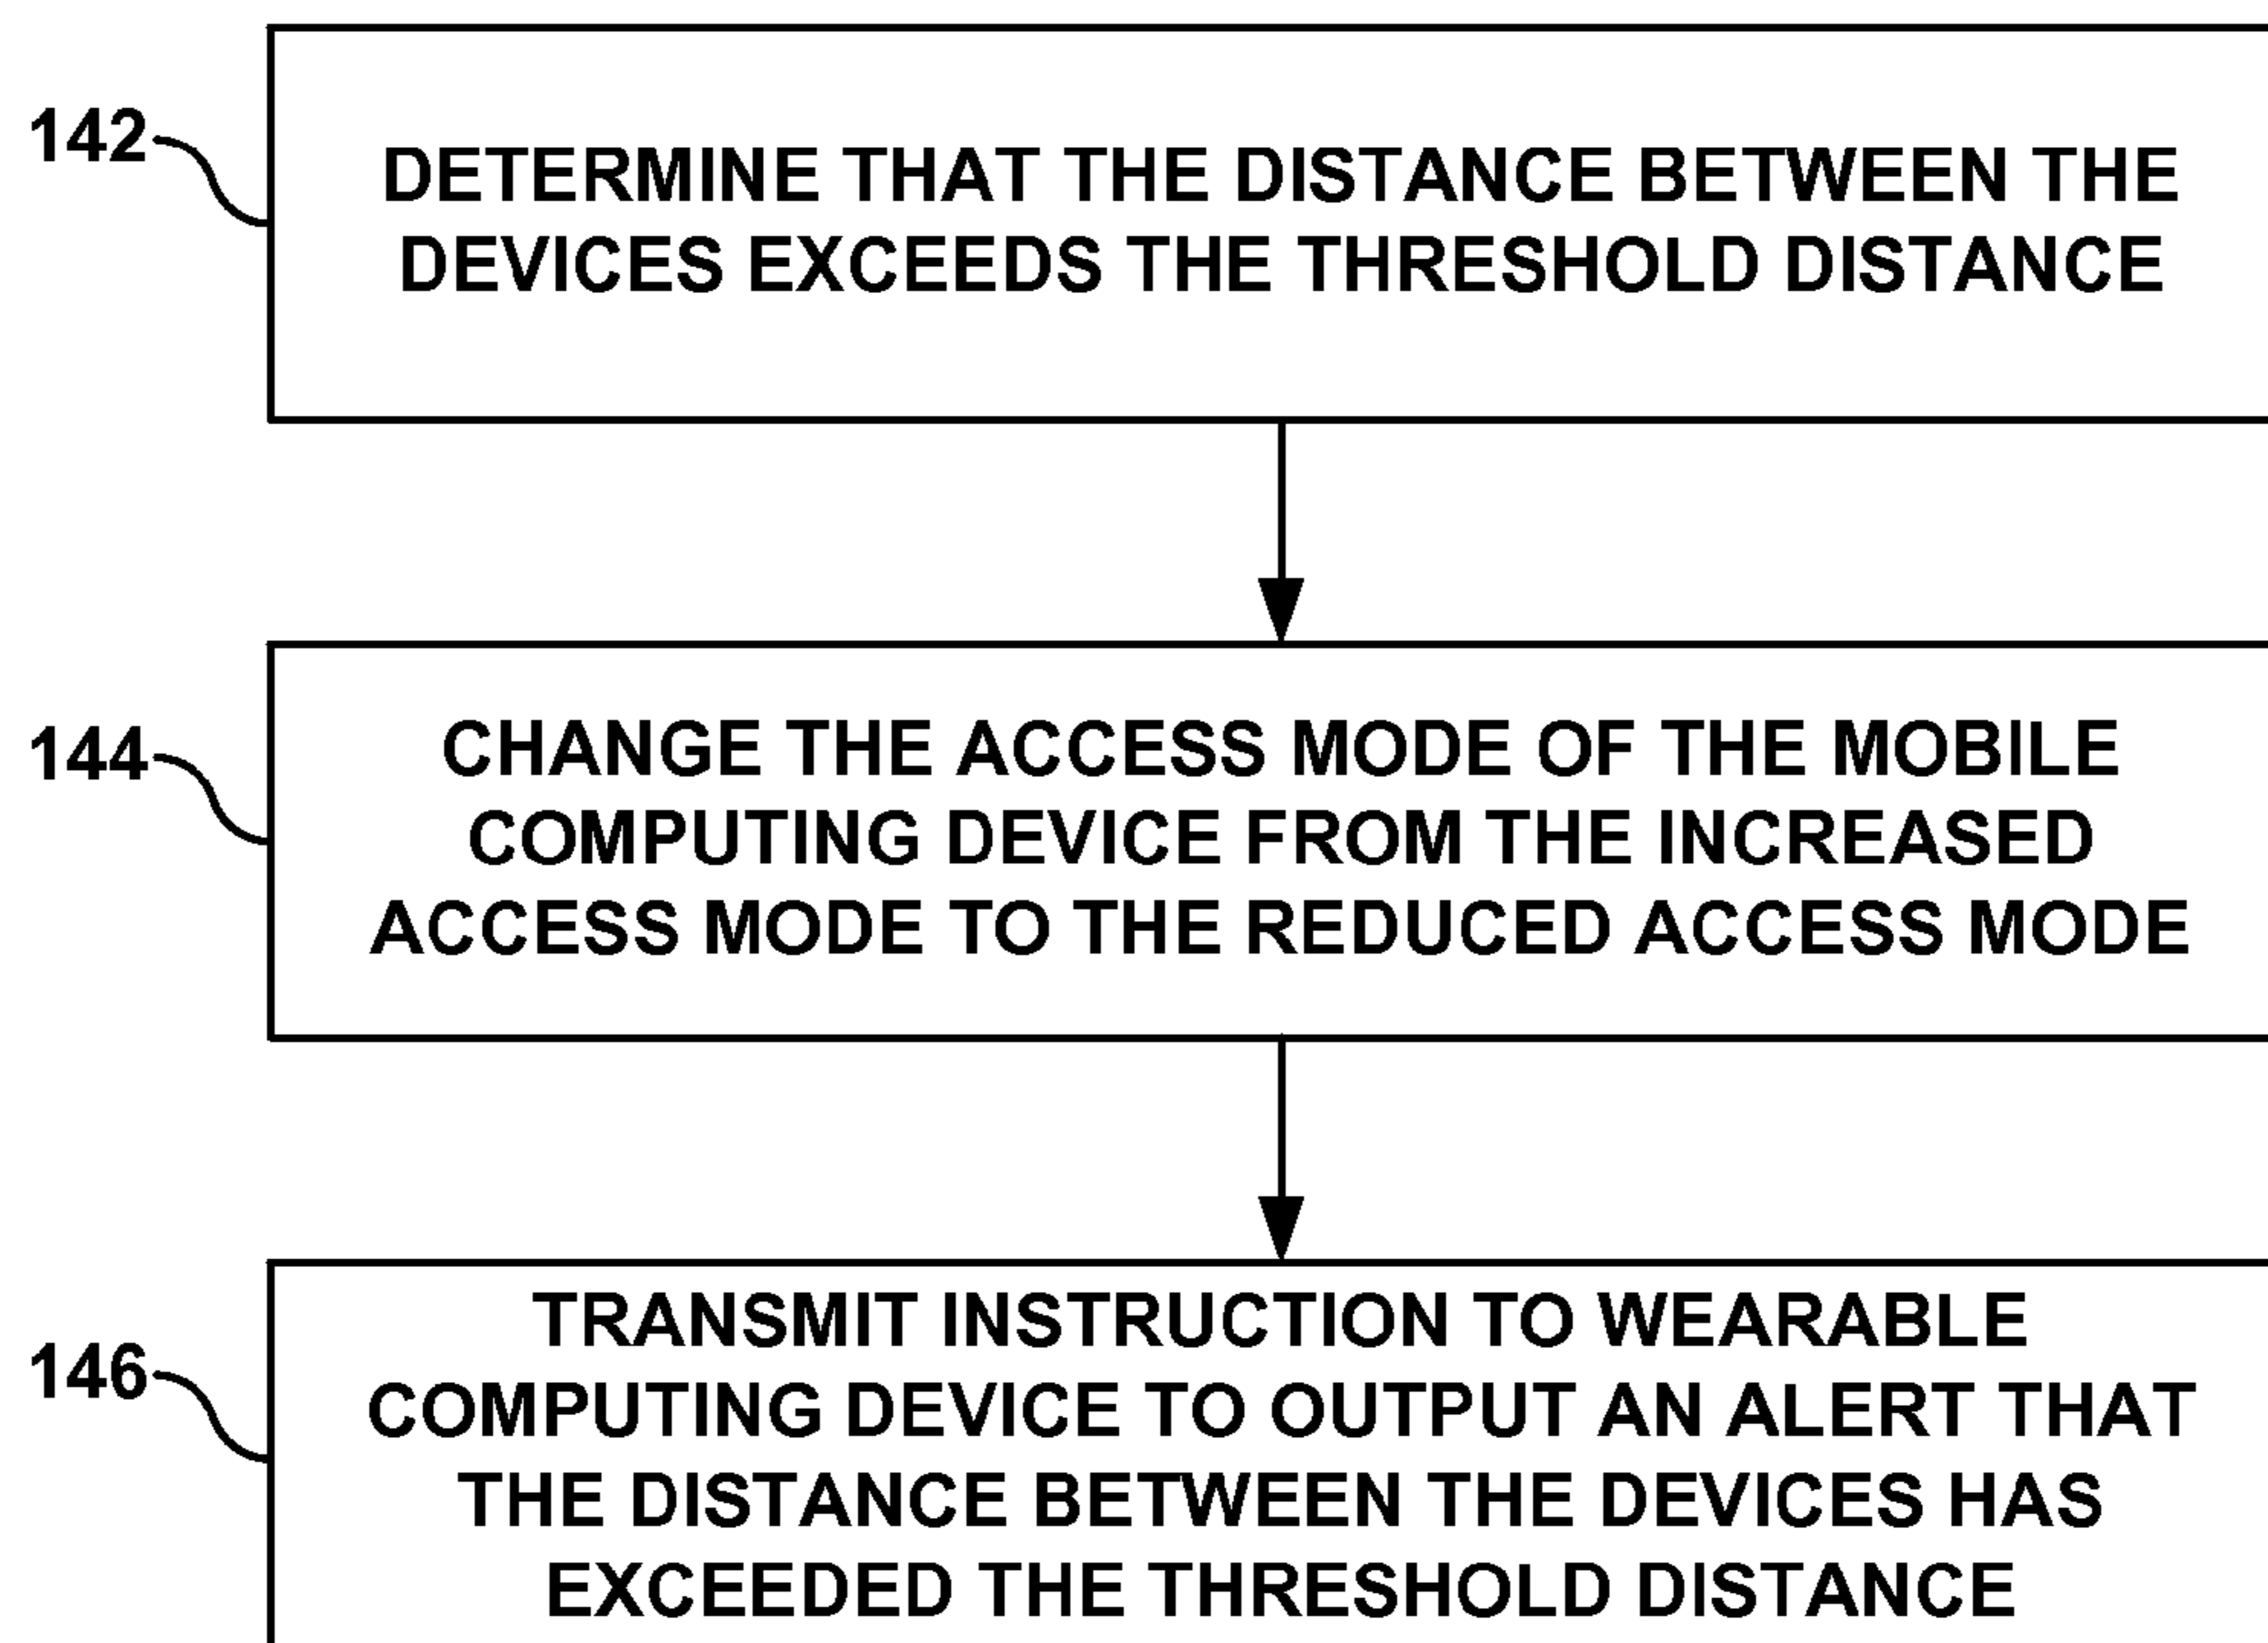 142
DETERMINE THAT THE DISTANCE BETWEEN THE
DEVICES EXCEEDS THE THRESHOLD DISTANCE
144
CHANGE THE ACCESS MODE OF THE MOBILE
COMPUTING DEVICE FROM THE INCREASED
ACCESS MODE TO THE REDUCED ACCESS MODE
146
TRANSMIT INSTRUCTION TO WEARABLE
COMPUTING DEVICE TO OUTPUT AN ALERT THAT
THE DISTANCE BETWEEN THE DEVICES HAS
EXCEEDED THE THRESHOLD DISTANCE